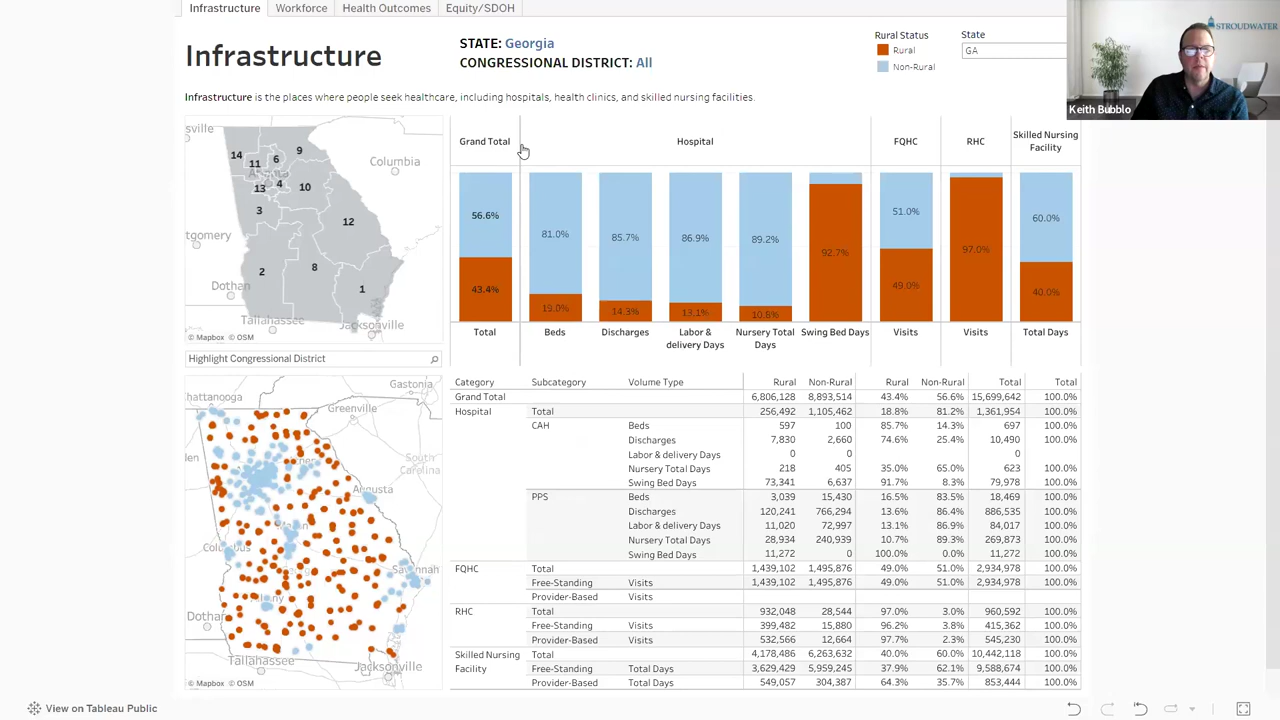 Infrastructure Workforce Health Outcomes Equity/SDOH
STROUDWATER
Keith Bubblo
Infrastructure
STATE: Georgia
CONGRESSIONAL DISTRICT: All
Rural Status
Rural
Non-Rural
State
GA
Infrastructure is the places where people seek healthcare, including hospitals, health clinics, and skilled nursing facilities.
sville
Columbia
tgomery
Dothan
Tallahassee
Jacksonville
14 11 6 9
13 4 10
3 12
2 8 1
© Mapbox © OSM
Highlight Congressional District
Grand Total Hospital FQHC RHC Skilled Nursing Facility
56.6% 81.0% 85.7% 86.9% 89.2% 51.0% 60.0%
43.4% 19.0% 14.3% 13.1% 10.8% 92.7% 49.0% 97.0% 40.0%
Total Beds Discharges Labor & delivery Days Nursery Total Days Swing Bed Days Visits Visits Total Days
Chattanooga
Gastonia
Greenville
South Carolina
Augusta
Savannah
Dothan
Tallahassee
Jacksonville
© Mapbox © OSM
Category Subcategory Volume Type Rural Non-Rural Rural Non-Rural Total Total
Grand Total 6,806,128 8,893,514 43.4% 56.6% 15,699,642 100.0%
Hospital Total 256,492 1,105,462 18.8% 81.2% 1,361,954 100.0%
CAH Beds 597 100 85.7% 14.3% 697 100.0%
Discharges 7,830 2,660 74.6% 25.4% 10,490 100.0%
Labor & delivery Days 0 0 0
Nursery Total Days 218 405 35.0% 65.0% 623 100.0%
Swing Bed Days 73,341 6,637 91.7% 8.3% 79,978 100.0%
PPS Beds 3,039 15,430 16.5% 83.5% 18,469 100.0%
Discharges 120,241 766,294 13.6% 86.4% 886,535 100.0%
Labor & delivery Days 11,020 72,997 13.1% 86.9% 84,017 100.0%
Nursery Total Days 28,934 240,939 10.7% 89.3% 269,873 100.0%
Swing Bed Days 11,272 0 100.0% 0.0% 11,272 100.0%
FQHC Total 1,439,102 1,495,876 49.0% 51.0% 2,934,978 100.0%
Free-Standing Visits 1,439,102 1,495,876 49.0% 51.0% 2,934,978 100.0%
Provider-Based Visits
RHC Total 932,048 28,544 97.0% 3.0% 960,592 100.0%
Free-Standing Visits 399,482 15,880 96.2% 3.8% 415,362 100.0%
Provider-Based Visits 532,566 12,664 97.7% 2.3% 545,230 100.0%
Skilled Nursing Facility Total 4,178,486 6,263,632 40.0% 60.0% 10,442,118 100.0%
Free-Standing Total Days 3,629,429 5,959,245 37.9% 62.1% 9,588,674 100.0%
Provider-Based Total Days 549,057 304,387 64.3% 35.7% 853,444 100.0%
View on Tableau Public